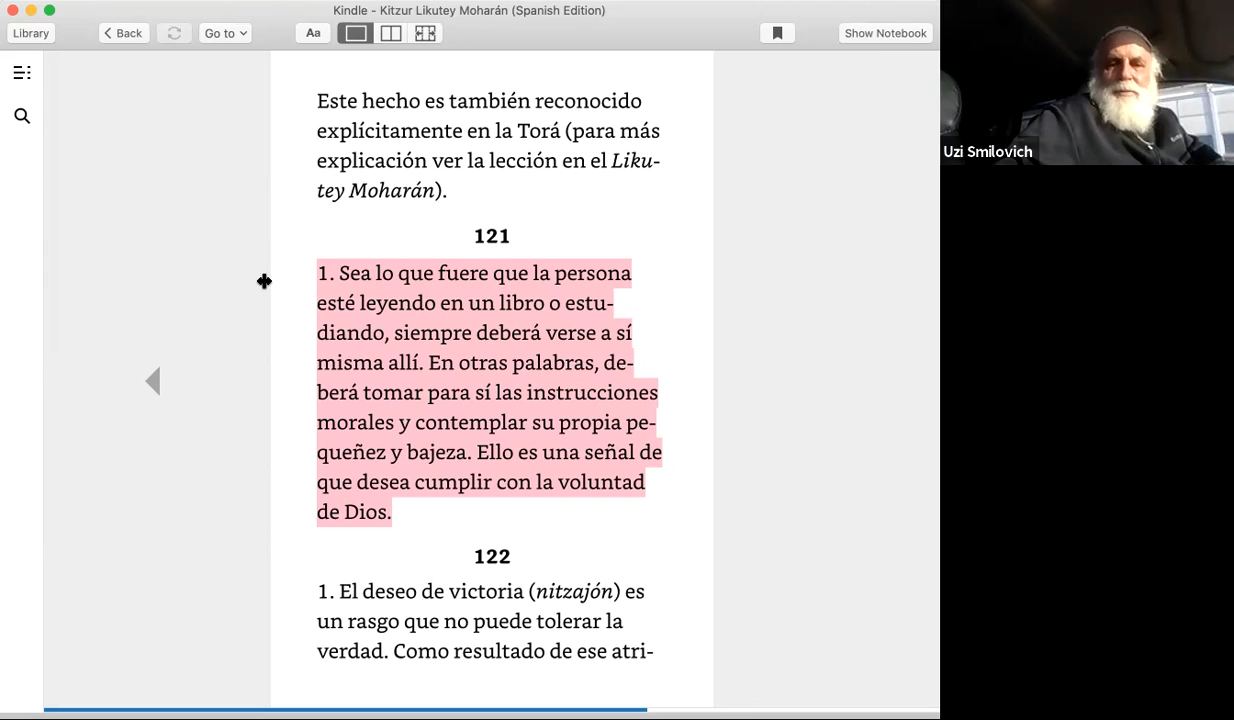 Kindle - Kitzur Likutey Moharán (Spanish Edition)
Library
Back
Go to
Aa
Show Notebook
Este hecho es también reconocido
explícitamente en la Torá (para más
explicación ver la lección en el Liku-
tey Moharán).
121
1. Sea lo que fuere que la persona
esté leyendo en un libro o estu-
diando, siempre deberá verse a sí
misma allí. En otras palabras, de-
berá tomar para sí las instrucciones
morales y contemplar su propia pe-
queñez y bajeza. Ello es una señal de
que desea cumplir con la voluntad
de Dios.
122
1. El deseo de victoria (nitzajón) es
un rasgo que no puede tolerar la
verdad. Como resultado de ese atri-
Uzi Smilovich